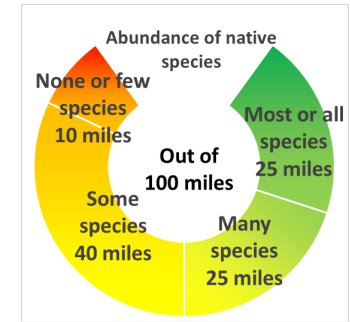 Abundance of native
species
None or few
species
10 miles
Most or all
species
25 miles
Out of
100 miles
Some
species
40 miles
Many
species
25 miles